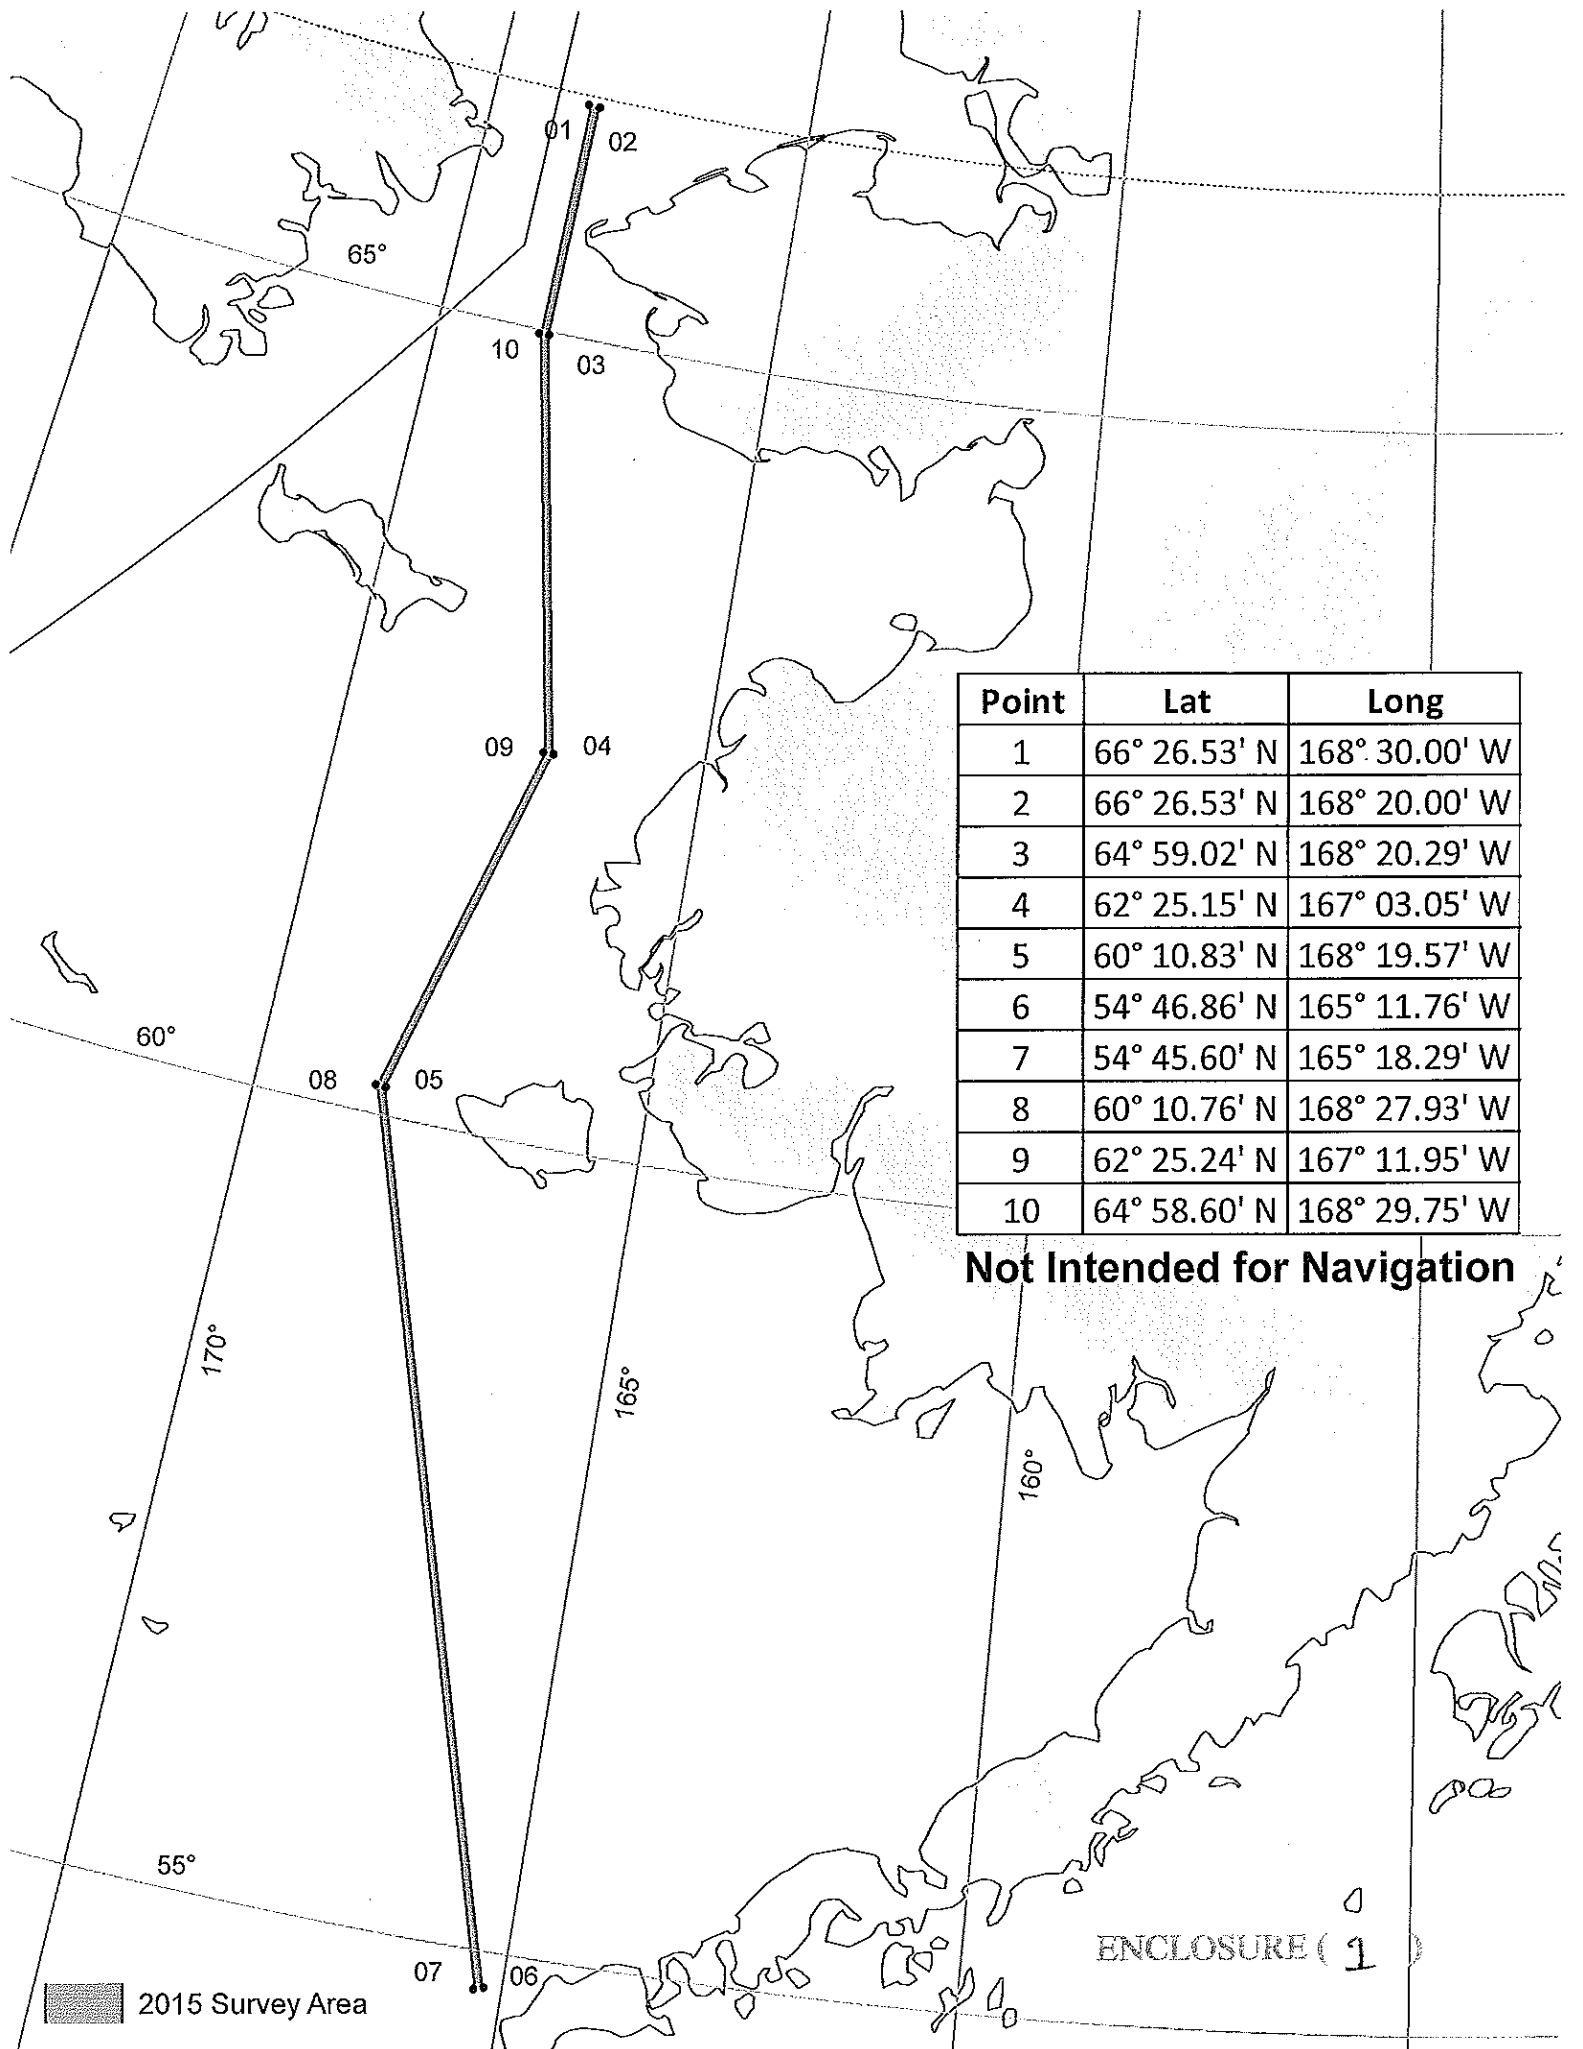 01
02
65°
10
03
09
04
Point Lat Long
1 66° 26.53' N 168° 30.00' W
2 66° 26.53' N 168° 20.00' W
3 64° 59.02' N 168° 20.29' W
4 62° 25.15' N 167° 03.05' W
5 60° 10.83' N 168° 19.57' W
6 54° 46.86' N 165° 11.76' W
7 54° 45.60' N 165° 18.29' W
8 60° 10.76' N 168° 27.93' W
9 62° 25.24' N 167° 11.95' W
10 64° 58.60' N 168° 29.75' W
Not Intended for Navigation
60°
08
05
170°
165°
160°
55°
07
06
2015 Survey Area
ENCLOSURE ( 1 )